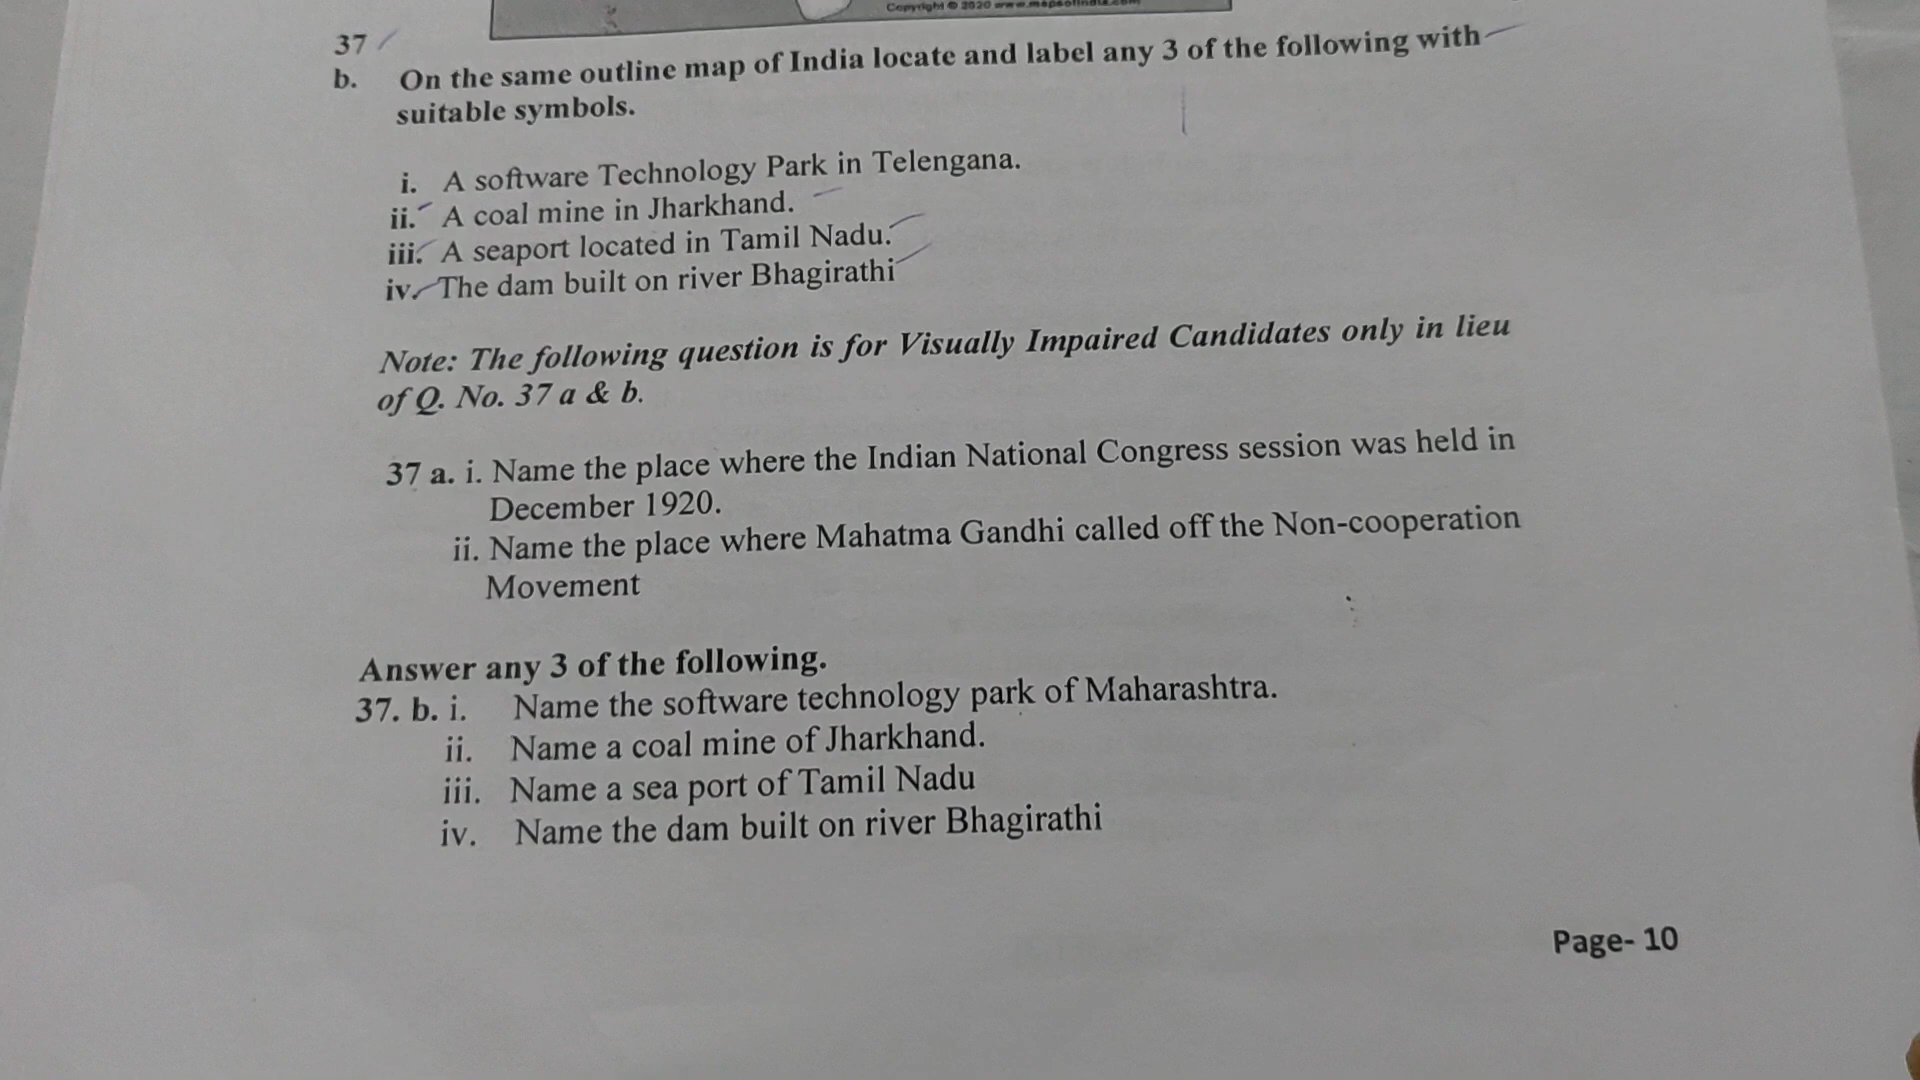 Copyright © 2020 www.mapsofindia.com
37
b. On the same outline map of India locate and label any 3 of the following with
suitable symbols.
i. A software Technology Park in Telengana.
ii. A coal mine in Jharkhand.
iii. A seaport located in Tamil Nadu.
iv. The dam built on river Bhagirathi
Note: The following question is for Visually Impaired Candidates only in lieu
of Q. No. 37 a & b.
37 a. i. Name the place where the Indian National Congress session was held in
December 1920.
ii. Name the place where Mahatma Gandhi called off the Non-cooperation
Movement
Answer any 3 of the following.
37. b. i. Name the software technology park of Maharashtra.
ii. Name a coal mine of Jharkhand.
iii. Name a sea port of Tamil Nadu
iv. Name the dam built on river Bhagirathi
Page- 10